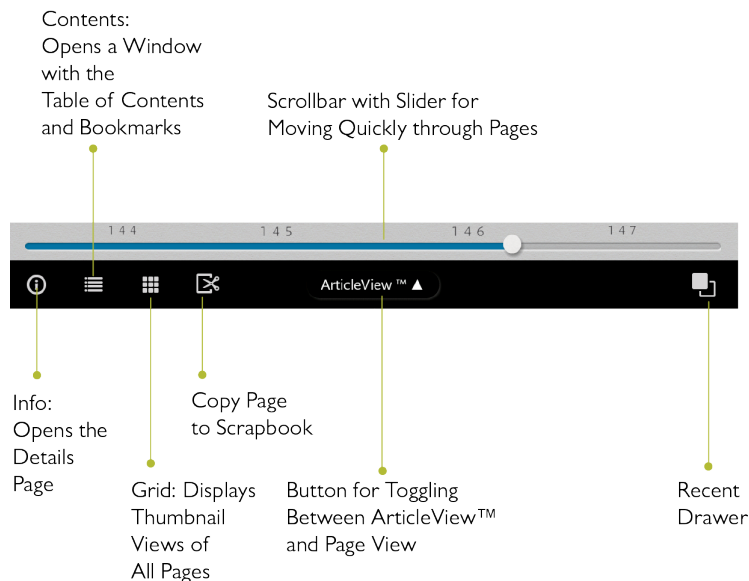 Contents:
Opens a Window
with the
Table of Contents
and Bookmarks
Scrollbar with Slider for
Moving Quickly through Pages
144 145 146 147
ArticleView ™ ▲
Info:
Opens the
Details
Page
Copy Page
to Scrapbook
Grid: Displays
Thumbnail
Views of
All Pages
Button for Toggling
Between ArticleView™
and Page View
Recent
Drawer